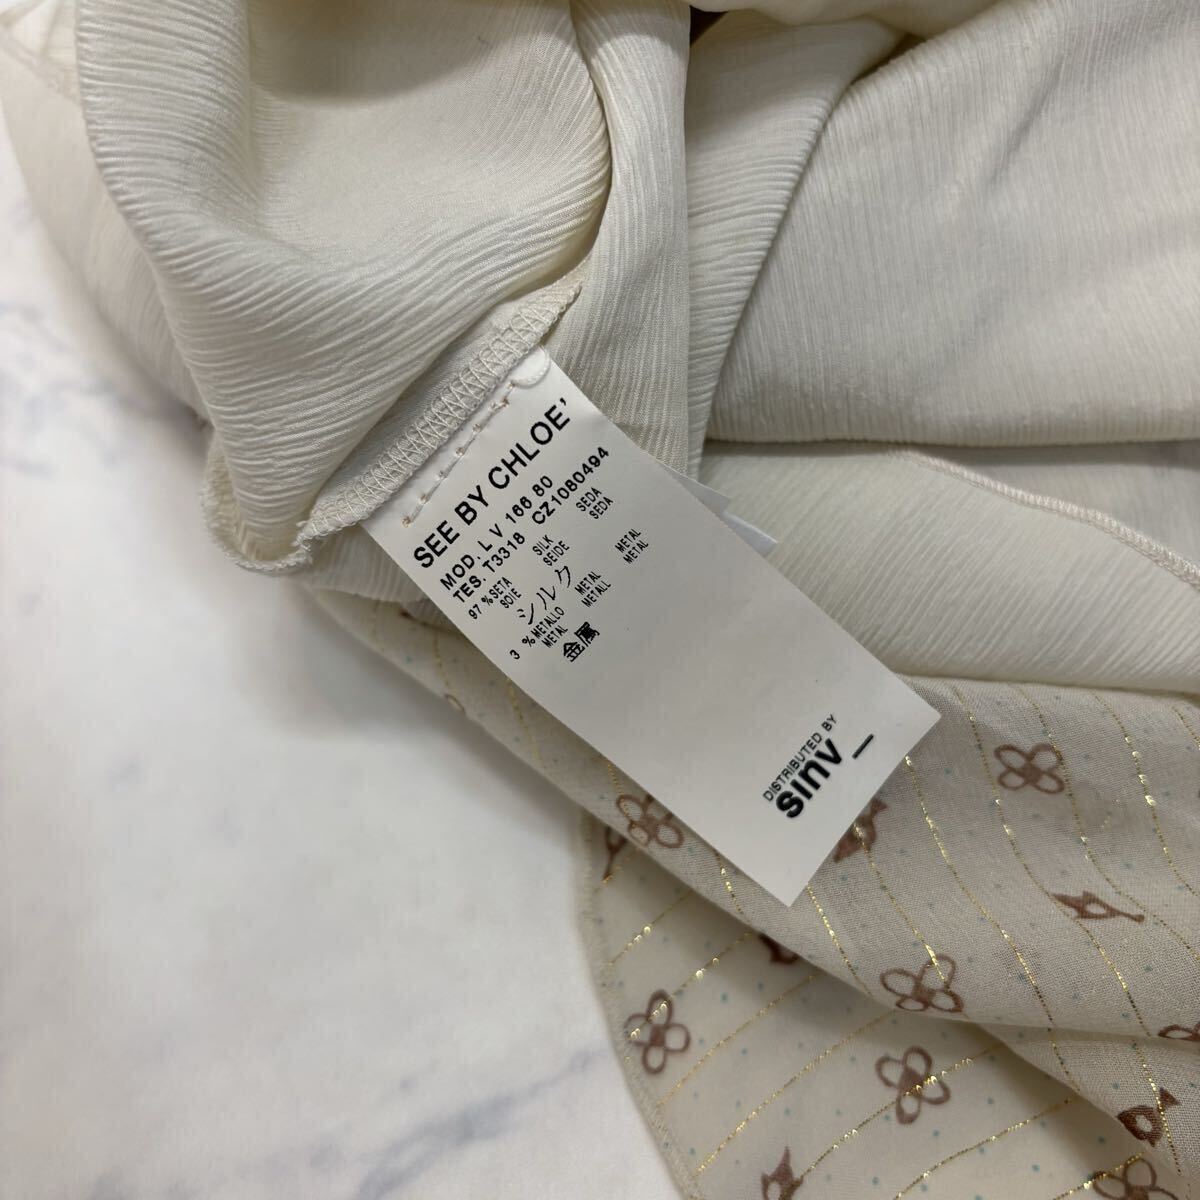 SEE BY CHLOE'
MOD. LV 166 80
TES. T3318 CZ1080494
97 % SETA SILK SEDA
SOIE SEIDE SEDA
シルク
3 % METALLO METAL METAL
METAL METALL METAL
金属
DISTRIBUTED BY
sinv_